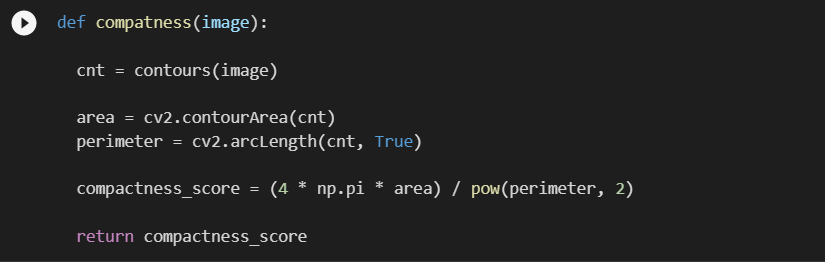 def compatness(image):
cnt = contours(image)
area = cv2.contourArea(cnt)
perimeter = cv2.arcLength(cnt, True)
compactness_score = (4 * np.pi * area) / pow(perimeter, 2)
return compactness_score